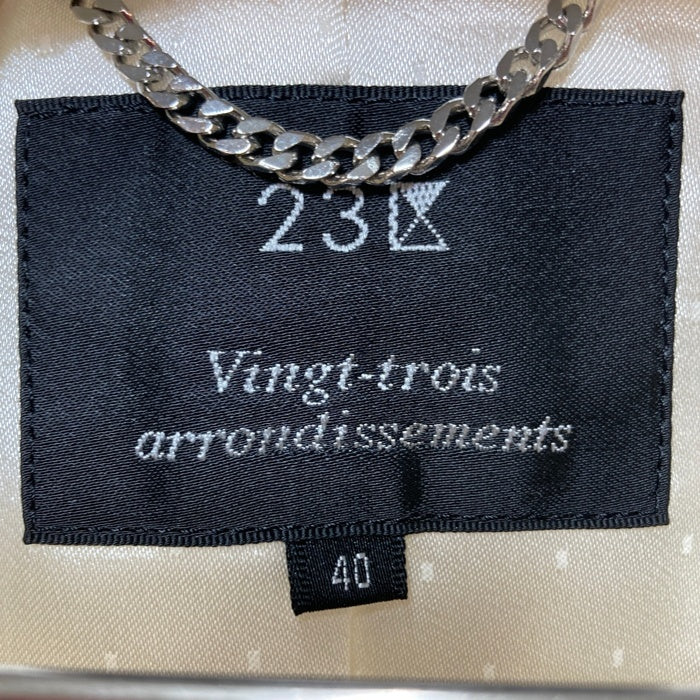 23区
Vingt-trois
arrondissements
40